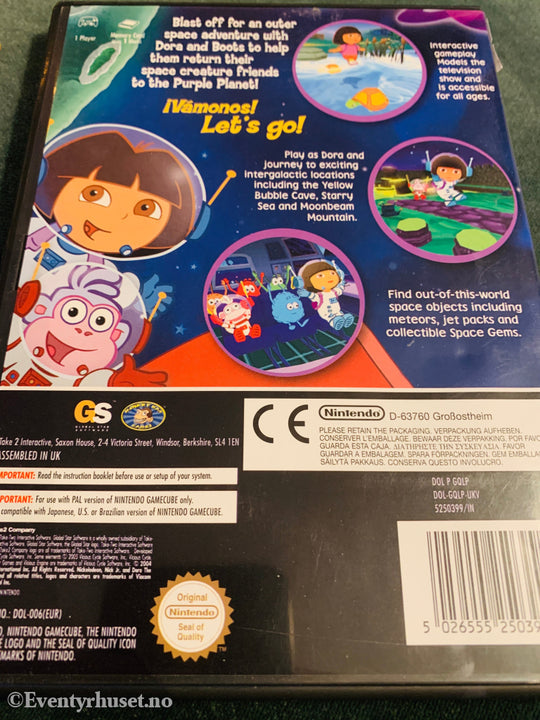 1 Player
Memory Card
Blast off for an outer
space adventure with
Dora and Boots to help
them return their
space creature friends
to the Purple Planet!
¡Vámonos!
Let's go!
Interactive
gameplay
Models the
television
show and
is accessible
for all ages.
Play as Dora and
journey to exciting
intergalactic locations
including the Yellow
Bubble Cave, Starry
Sea and Moonbeam
Mountain.
Find out-of-this-world
space objects including
meteors, jet packs and
collectible Space Gems.
GS
Take 2 Interactive, Saxon House, 2-4 Victoria Street, Windsor, Berkshire, SL4 1EN
ASSEMBLED IN UK
IMPORTANT: Read the instruction booklet before use or setup of your system.
PORTANT: For use with PAL version of NINTENDO GAMECUBE only.
compatible with Japanese, U.S. or Brazilian version of NINTENDO GAMECUBE.
NO.: DOL-006(EUR)
O, NINTENDO GAMECUBE, THE NINTENDO
E LOGO AND THE SEAL OF QUALITY ICON
EMARKS OF NINTENDO.
Original
Nintendo
Seal of
Quality
CE
Nintendo D-63760 Großostheim
PLEASE RETAIN THE PACKAGING. VERPACKUNG AUFHEBEN.
CONSERVER L'EMBALLAGE. BEWAAR DEZE VERPAKKING. POR FAVOR
CONSERVAR ESTA CAJA. ΔΙΑΤΗΡΗΣΤΕ ΤΗΝ ΣΥΣΚΕΥΑΣΙΑ. FAVOR
GUARDAR A EMBALAGEM. SPARA FÖRPACKNINGEN. GEM EMBALLAGEN.
SÄILYTÄ PAKKAUS. CONSERVA QUESTO INVOLUCRO.
DOL P GQLP
DOL-GQLP-UKV
5250399/IN
5 026555 25039
©Eventyrhuset.no